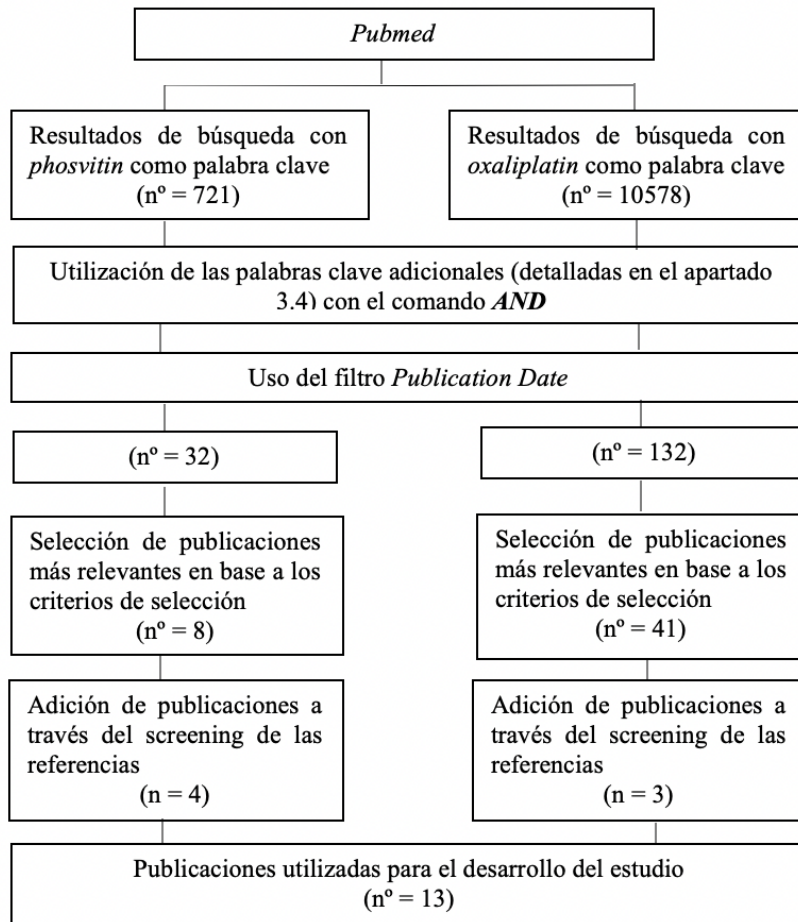 Pubmed
Resultados de búsqueda con
phosvitin como palabra clave
(nº = 721)
Resultados de búsqueda con
oxaliplatin como palabra clave
(nº = 10578)
Utilización de las palabras clave adicionales (detalladas en el apartado
3.4) con el comando AND
Uso del filtro Publication Date
(nº = 32)
(nº = 132)
Selección de publicaciones
más relevantes en base a los
criterios de selección
(nº = 8)
Selección de publicaciones
más relevantes en base a los
criterios de selección
(nº = 41)
Adición de publicaciones a
través del screening de las
referencias
(n = 4)
Adición de publicaciones a
través del screening de las
referencias
(n = 3)
Publicaciones utilizadas para el desarrollo del estudio
(nº = 13)